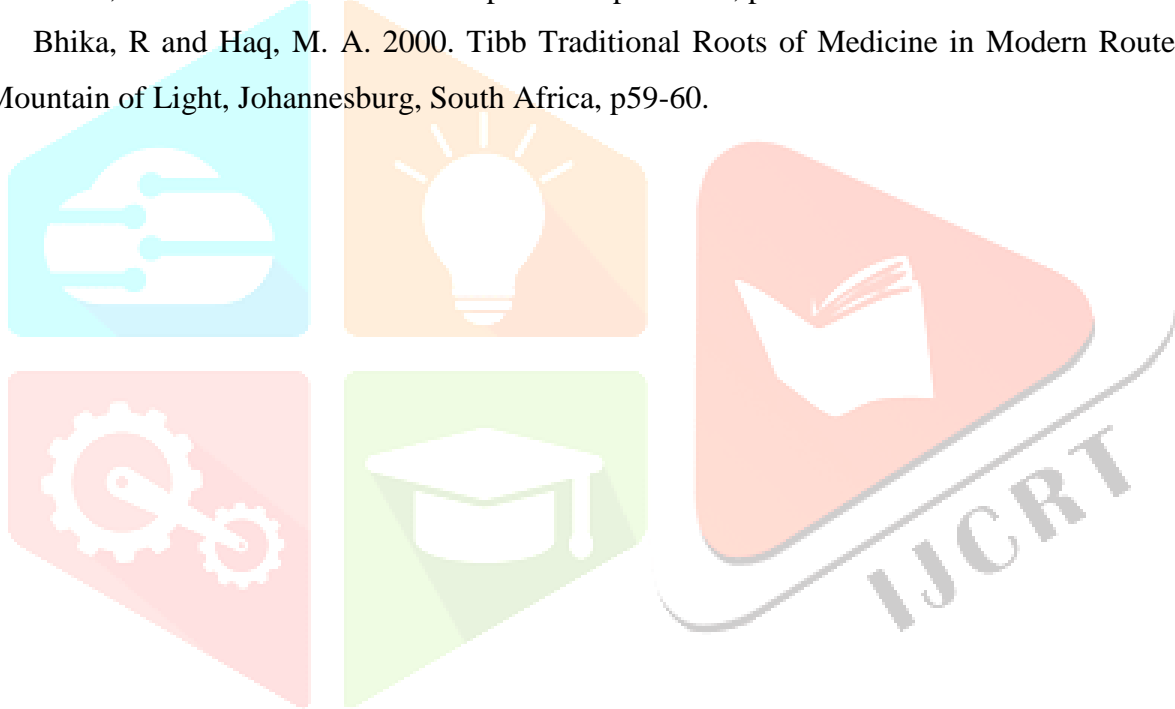 Bhika, R and Haq, M. A. 2000. Tibb Traditional Roots of Medicine in Modern Route
Mountain of Light, Johannesburg, South Africa, p59-60.
IJCRT